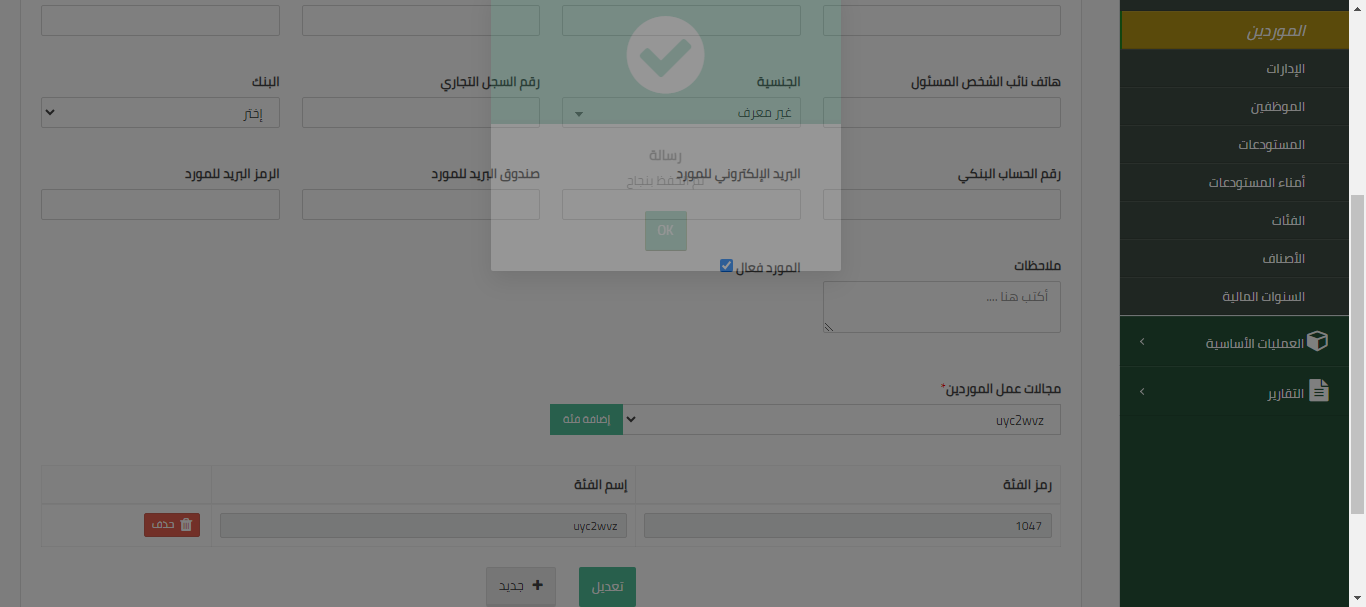 الموردين
الإدارات
الموظفين
المستودعات
أمناء المستودعات
الفئات
الأصناف
السنوات المالية
العمليات الأساسية
التقارير
هاتف نائب الشخص المسئول
الجنسية
رقم السجل التجاري
البنك
غير معرف
إختر
رسالة
تم الحفظ بنجاح
OK
رقم الحساب البنكي
البريد الإلكتروني للمورد
صندوق البريد للمورد
الرمز البريد للمورد
ملاحظات
المورد فعال
أكتب هنا ....
مجالات عمل الموردين*
uyc2wvz
إضافة فئة
رمز الفئة
إسم الفئة
1047
uyc2wvz
حذف
تعديل
جديد